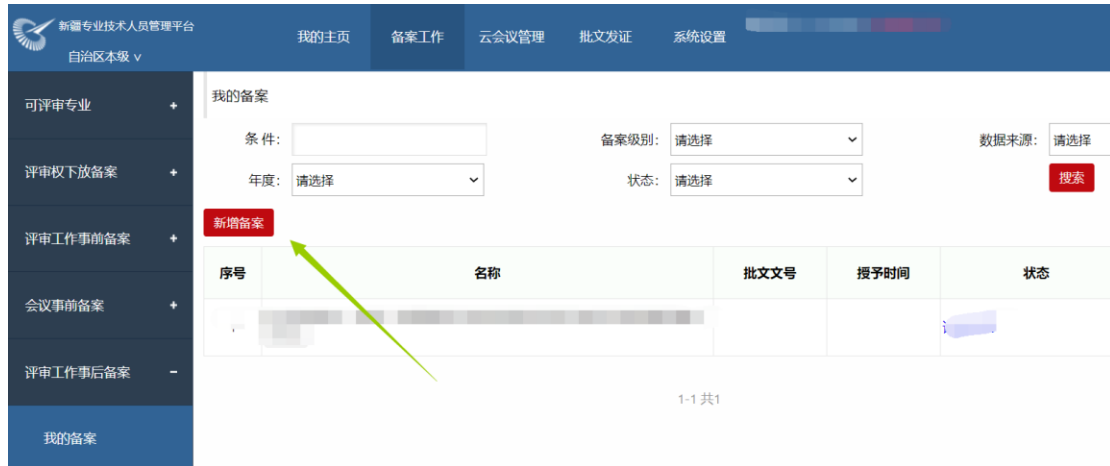 新疆专业技术人员管理平台
自治区本级 ∨
我的主页 备案工作 云会议管理 批文发证 系统设置
可评审专业 +
评审权下放备案 +
评审工作事前备案 +
会议事前备案 +
评审工作事后备案 -
我的备案
我的备案
条 件: 备案级别: 请选择 数据来源: 请选择
年度: 请选择 状态: 请选择 搜索
新增备案
序号 名称 批文文号 授予时间 状态
1-1 共1